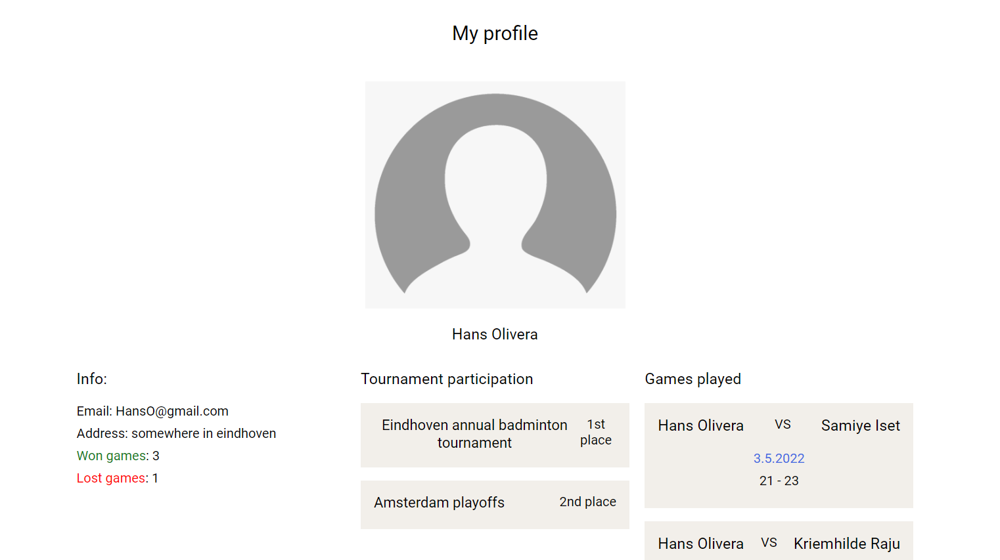 My profile
Hans Olivera
Info:
Email: HansO@gmail.com
Address: somewhere in eindhoven
Won games: 3
Lost games: 1
Tournament participation
Eindhoven annual badminton
tournament
1st
place
Amsterdam playoffs
2nd place
Games played
Hans Olivera VS Samiye Iset
3.5.2022
21 - 23
Hans Olivera VS Kriemhilde Raju